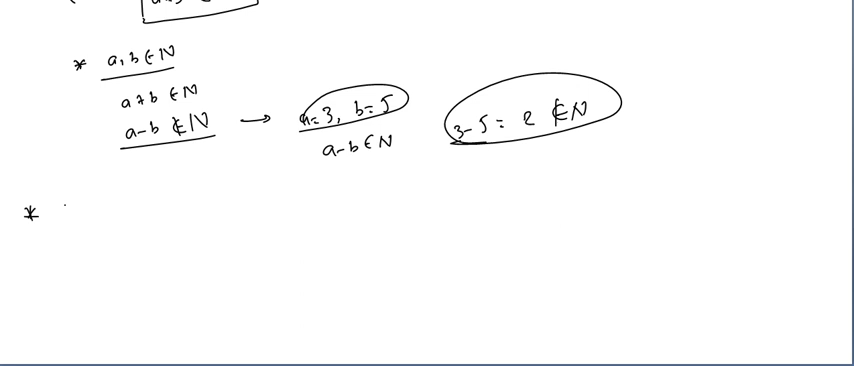 * a, b ∈ N
a + b ∈ N
a - b ∉ N → a = 3, b = 5 3 - 5 = 2 ∉ N
a - b ∈ N
*